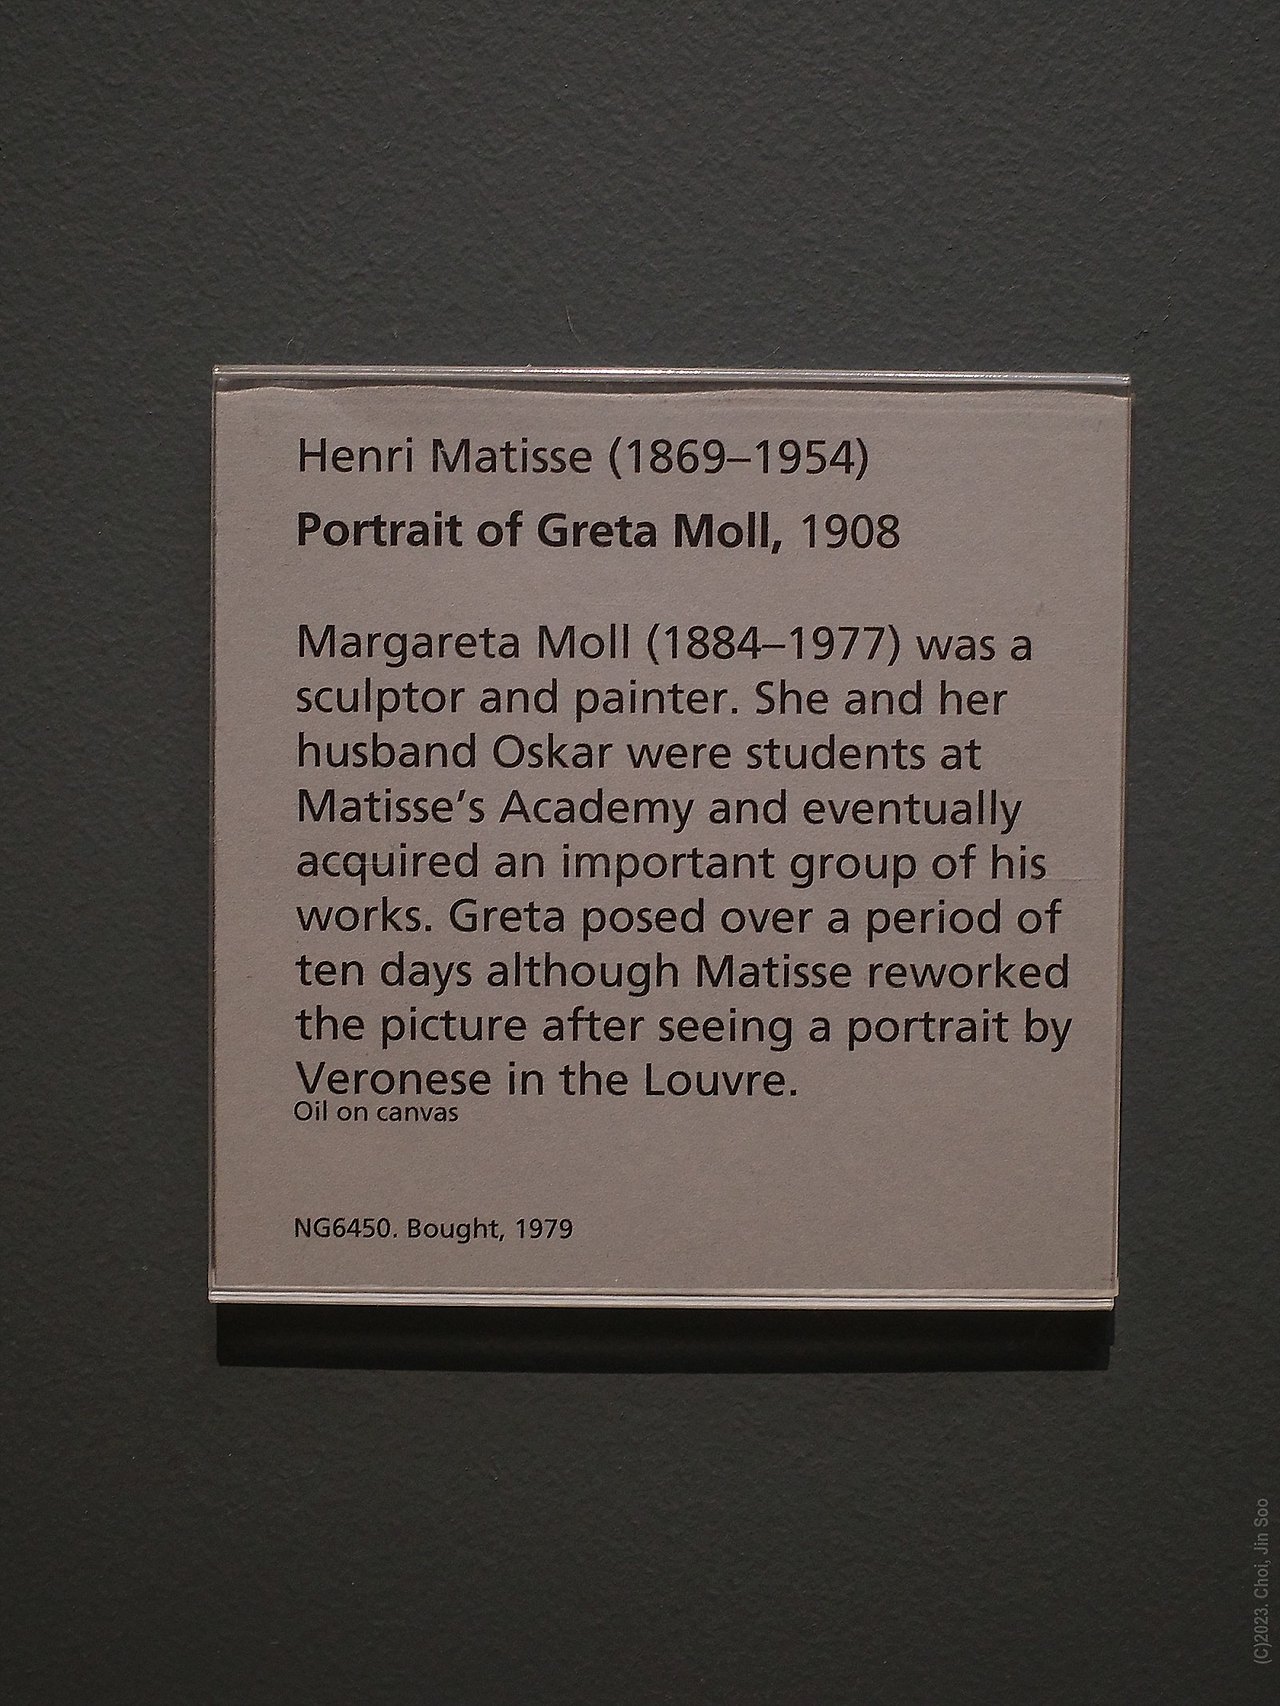 Henri Matisse (1869–1954)
Portrait of Greta Moll, 1908
Margareta Moll (1884–1977) was a
sculptor and painter. She and her
husband Oskar were students at
Matisse’s Academy and eventually
acquired an important group of his
works. Greta posed over a period of
ten days although Matisse reworked
the picture after seeing a portrait by
Veronese in the Louvre.
Oil on canvas
NG6450. Bought, 1979
(C)2023. Choi, Jin Soo